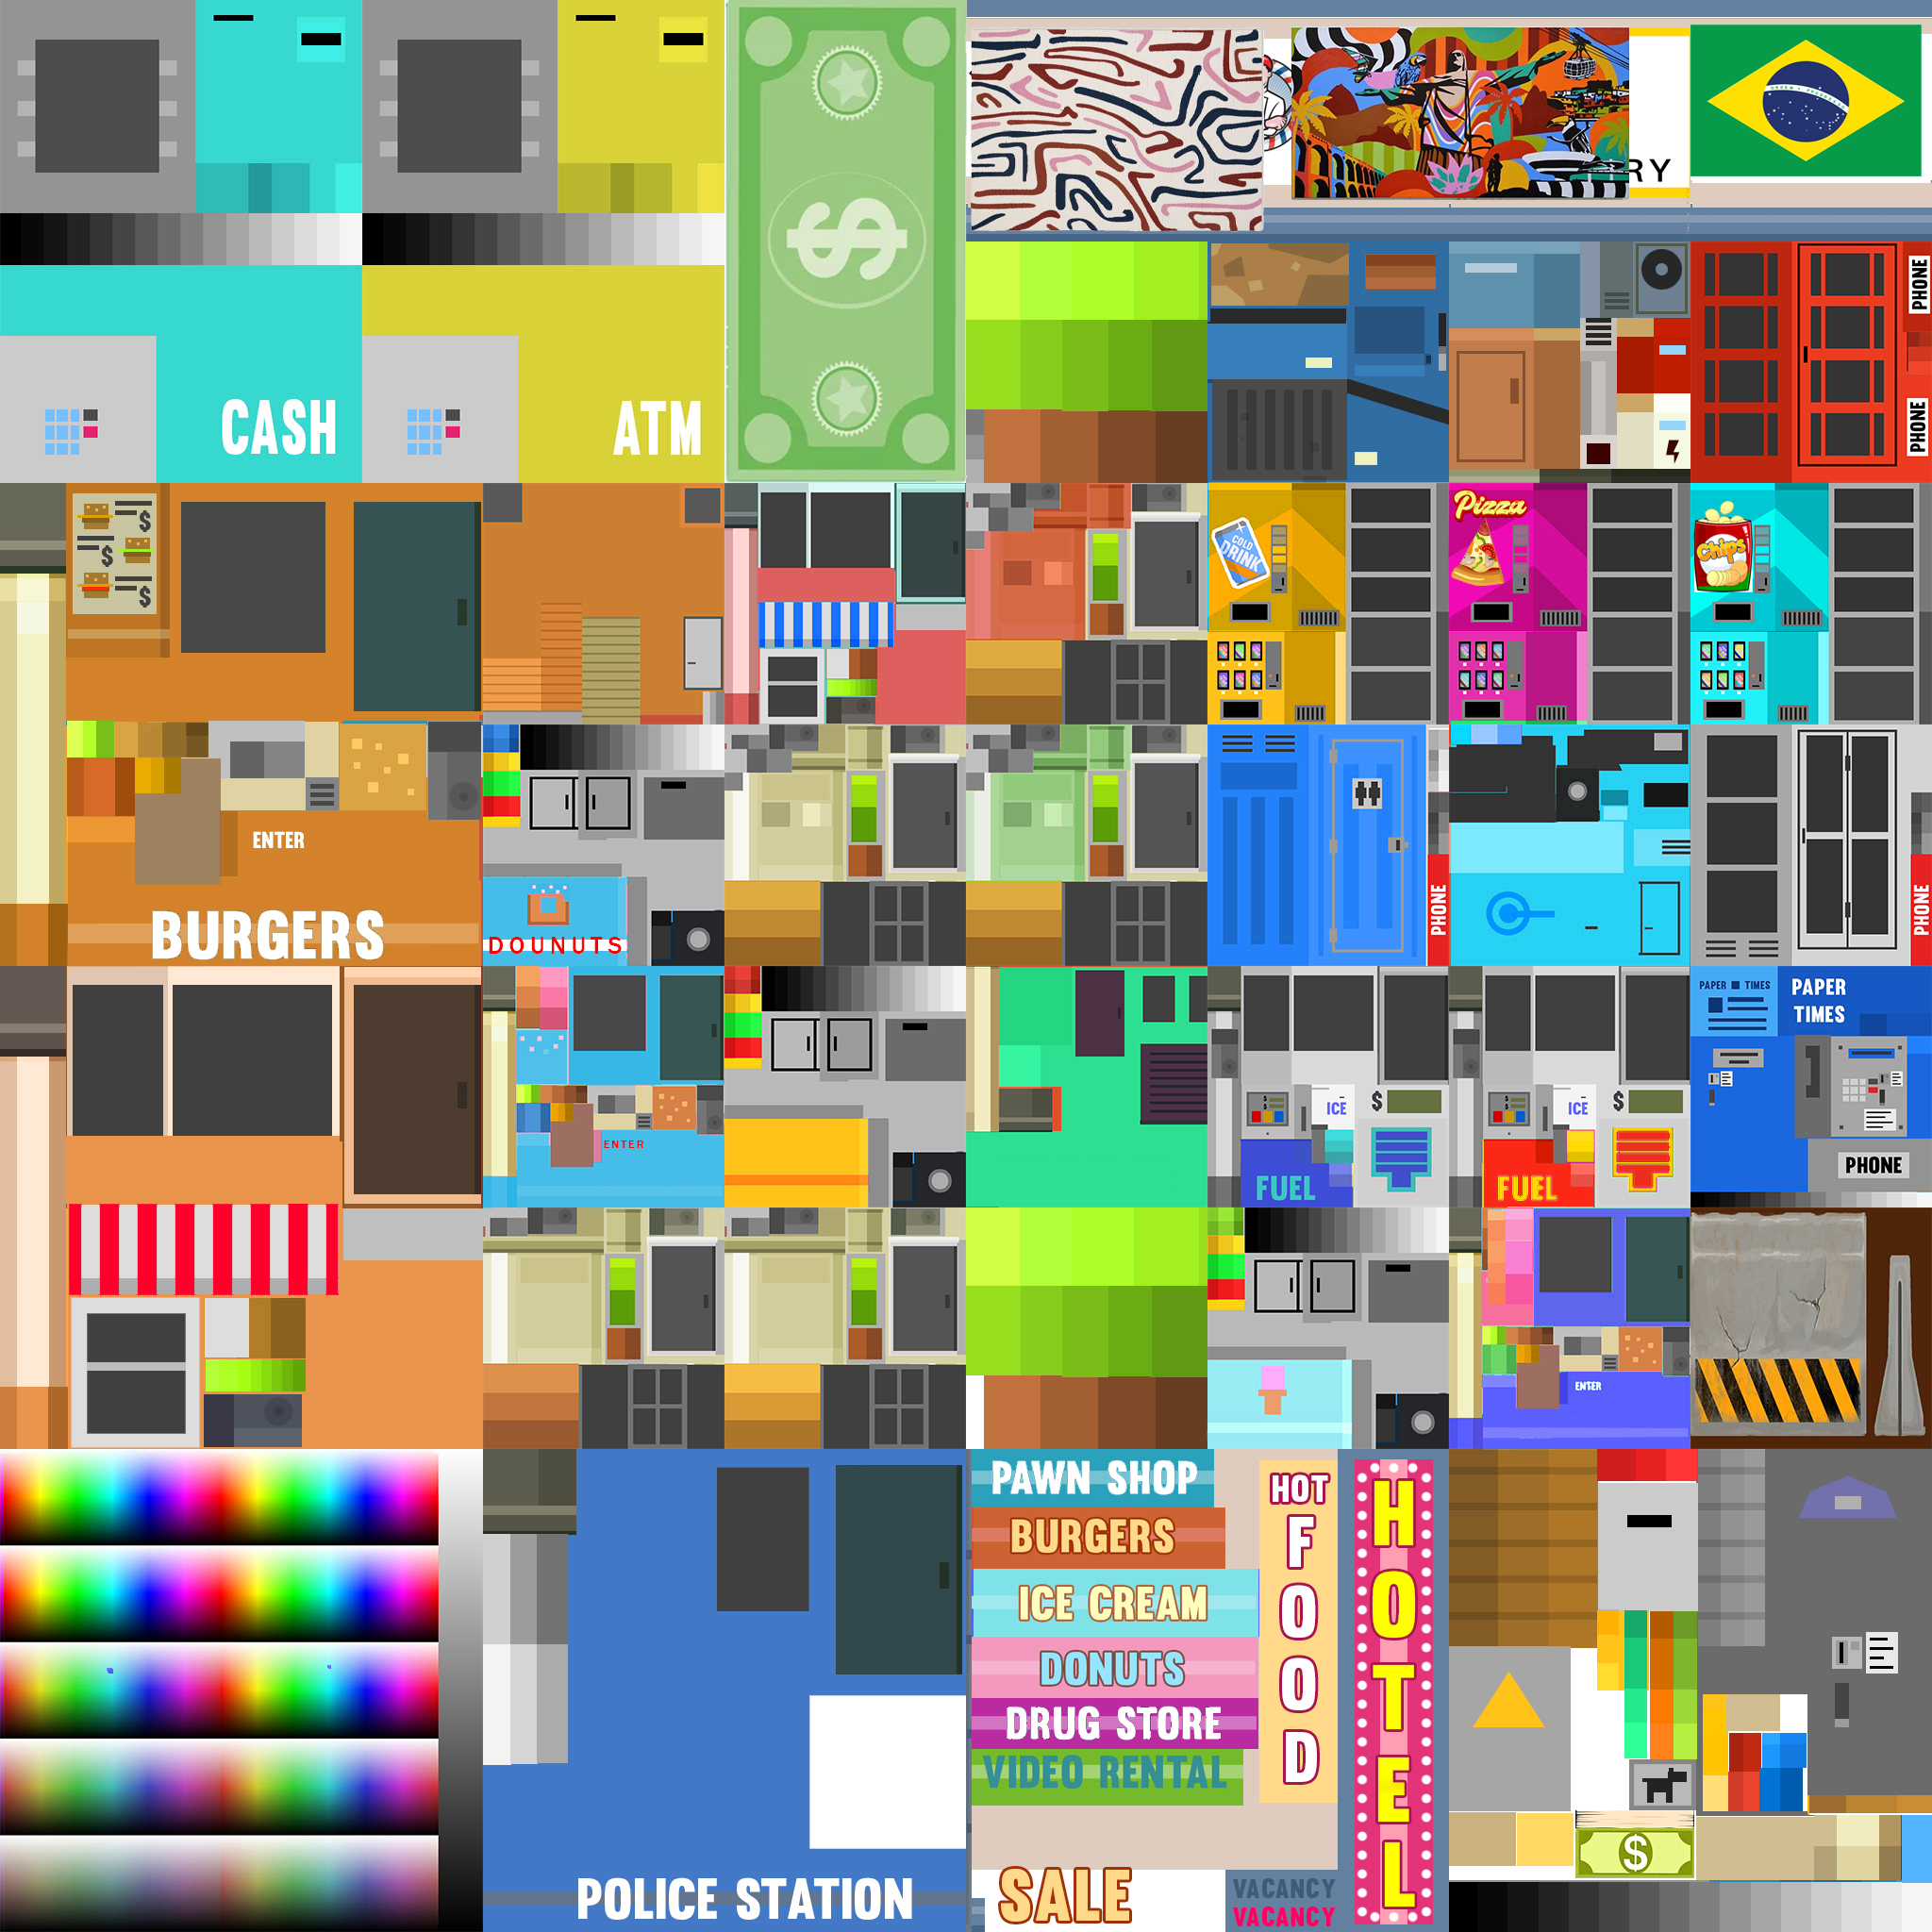 RY
CASH
ATM
$
PHONE
PHONE
$
$
$
COLD
DRINK
Pizza
Chips
ENTER
BURGERS
DOUNUTS
PHONE
PHONE
ENTER
ICE
$
FUEL
ICE
$
FUEL
PAPER TIMES
PAPER
TIMES
PHONE
ENTER
PAWN SHOP
BURGERS
ICE CREAM
DONUTS
DRUG STORE
VIDEO RENTAL
HOT
FOOD
HOTEL
SALE
VACANCY
VACANCY
POLICE STATION
$